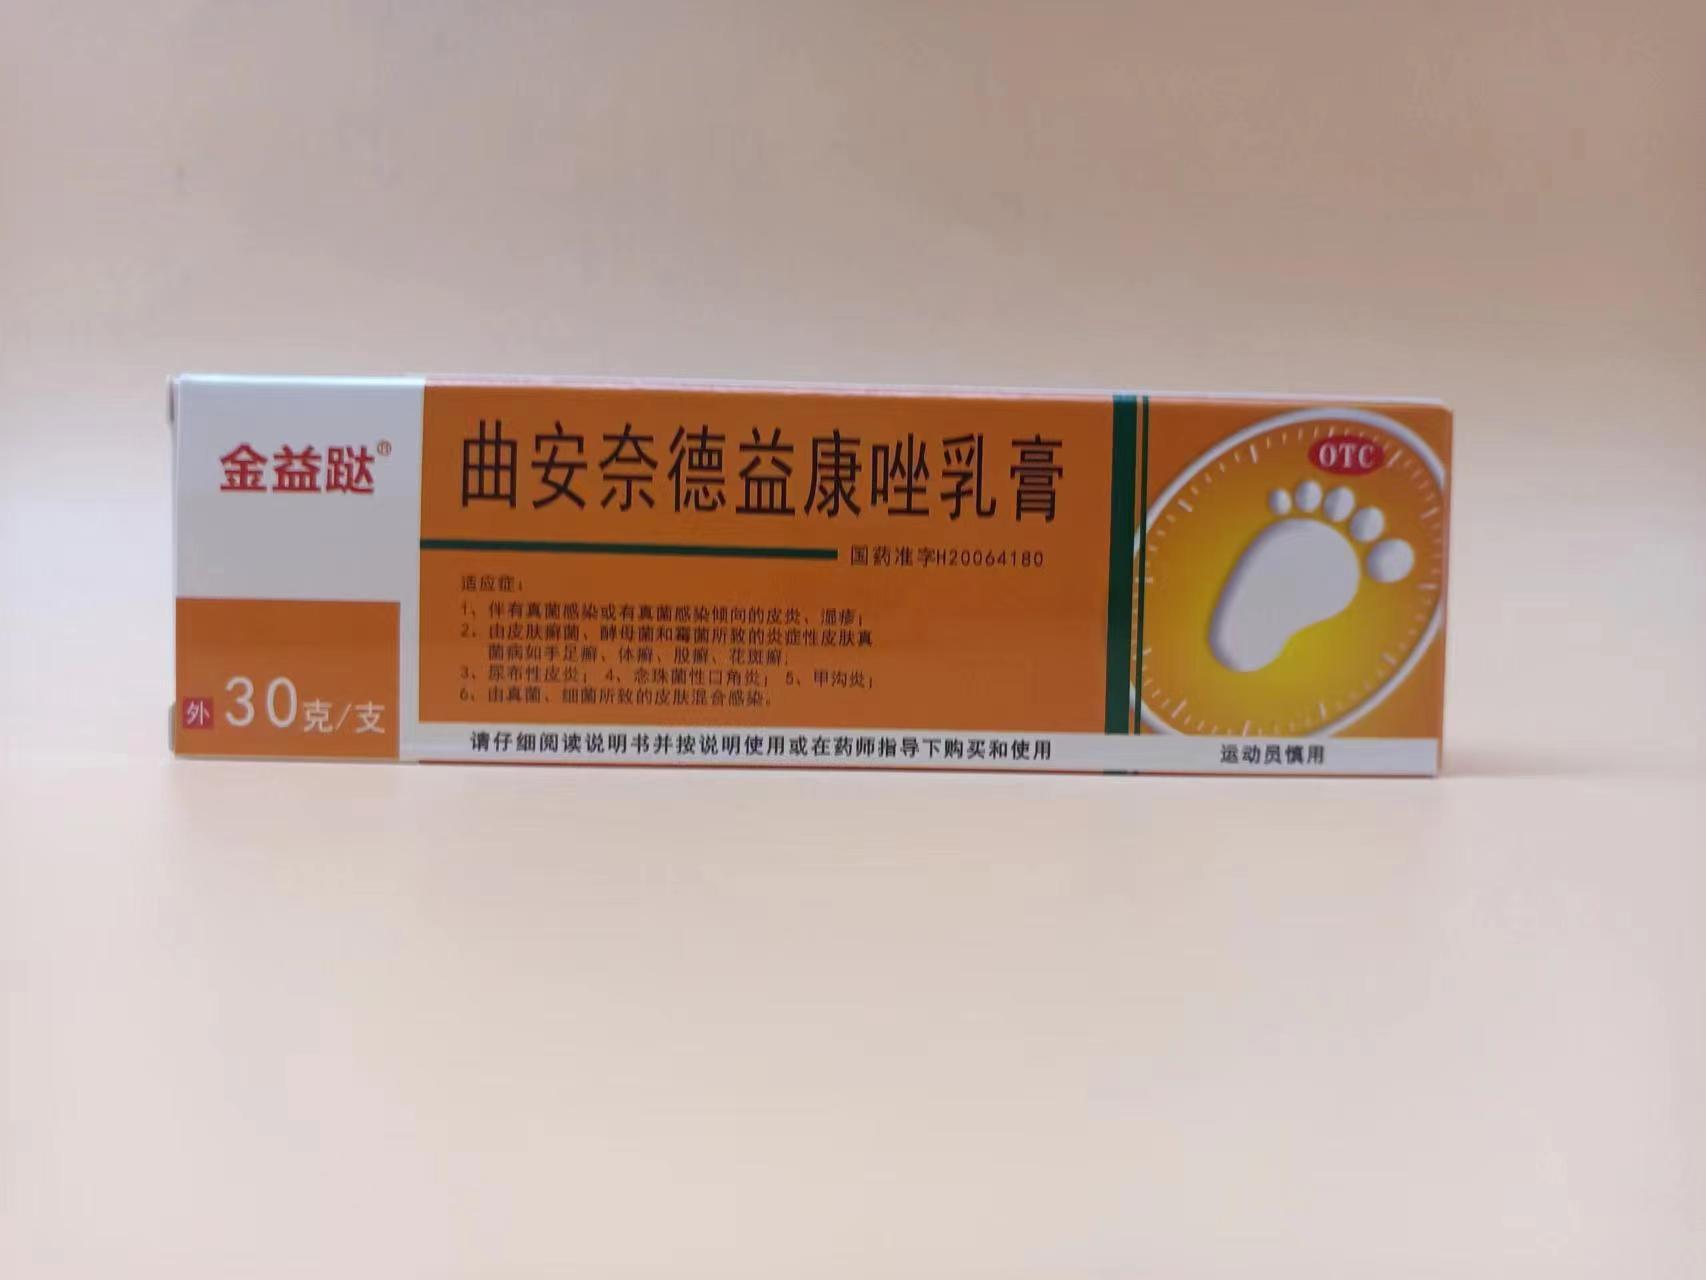 金益跶®
外 30克/支
曲安奈德益康唑乳膏
国药准字H20064180
适应症：
1、伴有真菌感染或有真菌感染倾向的皮炎、湿疹；
2、由皮肤癣菌、酵母菌和霉菌所致的炎症性皮肤真
菌病如手足癣、体癣、股癣、花斑癣；
3、尿布性皮炎；4、念珠菌性口角炎；5、甲沟炎；
6、由真菌、细菌所致的皮肤混合感染。
请仔细阅读说明书并按说明使用或在药师指导下购买和使用
OTC
运动员慎用